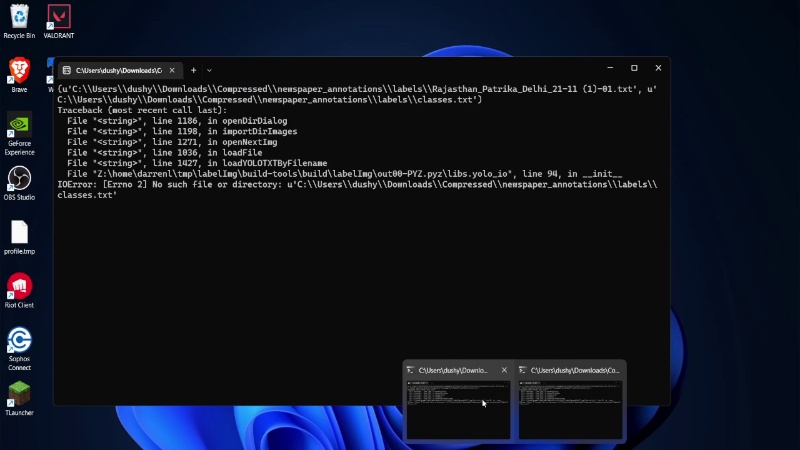 Recycle Bin
VALORANT
Brave
GeForce
Experience
OBS Studio
profile.tmp
Riot Client
Sophos
Connect
TLauncher
C:\Users\dushy\Downloads\Co
(u'C:\\Users\\dushy\\Downloads\\Compressed\\newspaper_annotations\\labels\\Rajasthan_Patrika_Delhi_21-11 (1)-01.txt', u'
C:\\Users\\dushy\\Downloads\\Compressed\\newspaper_annotations\\labels\\classes.txt')
Traceback (most recent call last):
File "<string>", line 1186, in openDirDialog
File "<string>", line 1198, in importDirImages
File "<string>", line 1271, in openNextImg
File "<string>", line 1036, in loadFile
File "<string>", line 1427, in loadYOLOTXTByFilename
File "Z:\home\darrenl\tmp\labelImg\build-tools\build\labelImg\out00-PYZ.pyz\libs.yolo_io", line 94, in __init__
IOError: [Errno 2] No such file or directory: u'C:\\Users\\dushy\\Downloads\\Compressed\\newspaper_annotations\\labels\\
classes.txt'
C:\Users\dushy\Downlo...
C:\Users\dushy\Downloads\Co...